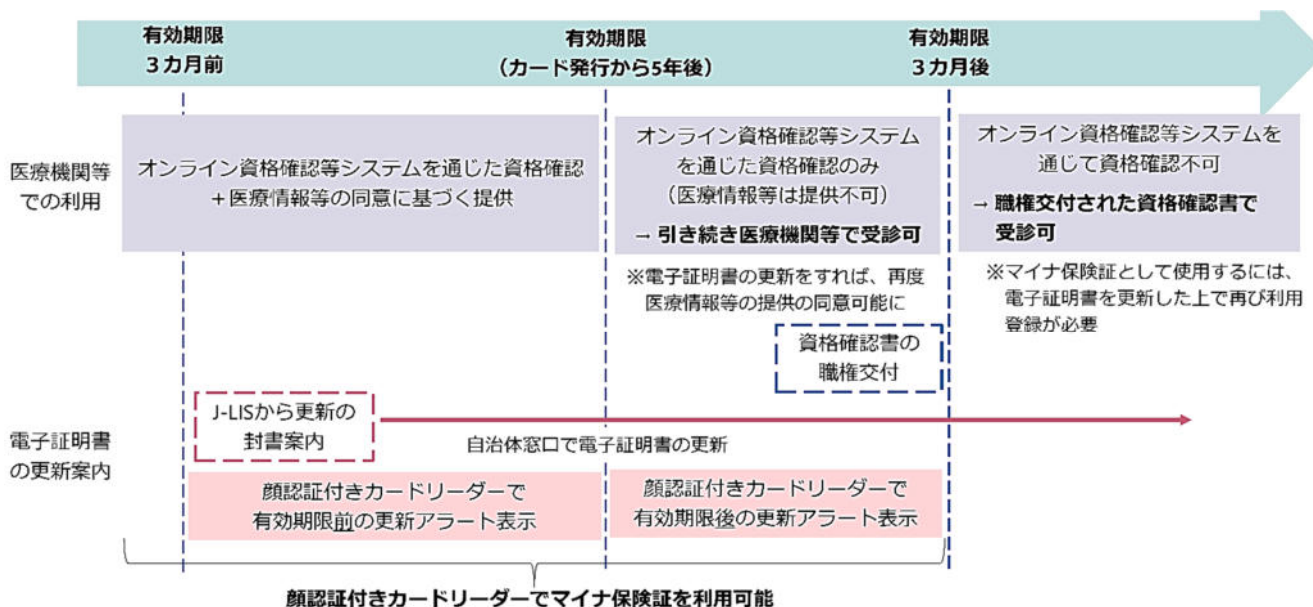 有効期限
３カ月前
有効期限
（カード発行から5年後）
有効期限
３カ月後
医療機関等
での利用
オンライン資格確認等システムを通じた資格確認
＋医療情報等の同意に基づく提供
オンライン資格確認等システム
を通じた資格確認のみ
（医療情報等は提供不可）
→ 引き続き医療機関等で受診可
※電子証明書の更新をすれば、再度
医療情報等の提供の同意可能に
オンライン資格確認等システムを
通じて資格確認不可
→ 職権交付された資格確認書で
受診可
※マイナ保険証として使用するには、
電子証明書を更新した上で再び利用
登録が必要
資格確認書の
職権交付
電子証明書
の更新案内
J-LISから更新の
封書案内
自治体窓口で電子証明書の更新
顔認証付きカードリーダーで
有効期限前の更新アラート表示
顔認証付きカードリーダーで
有効期限後の更新アラート表示
顔認証付きカードリーダーでマイナ保険証を利用可能